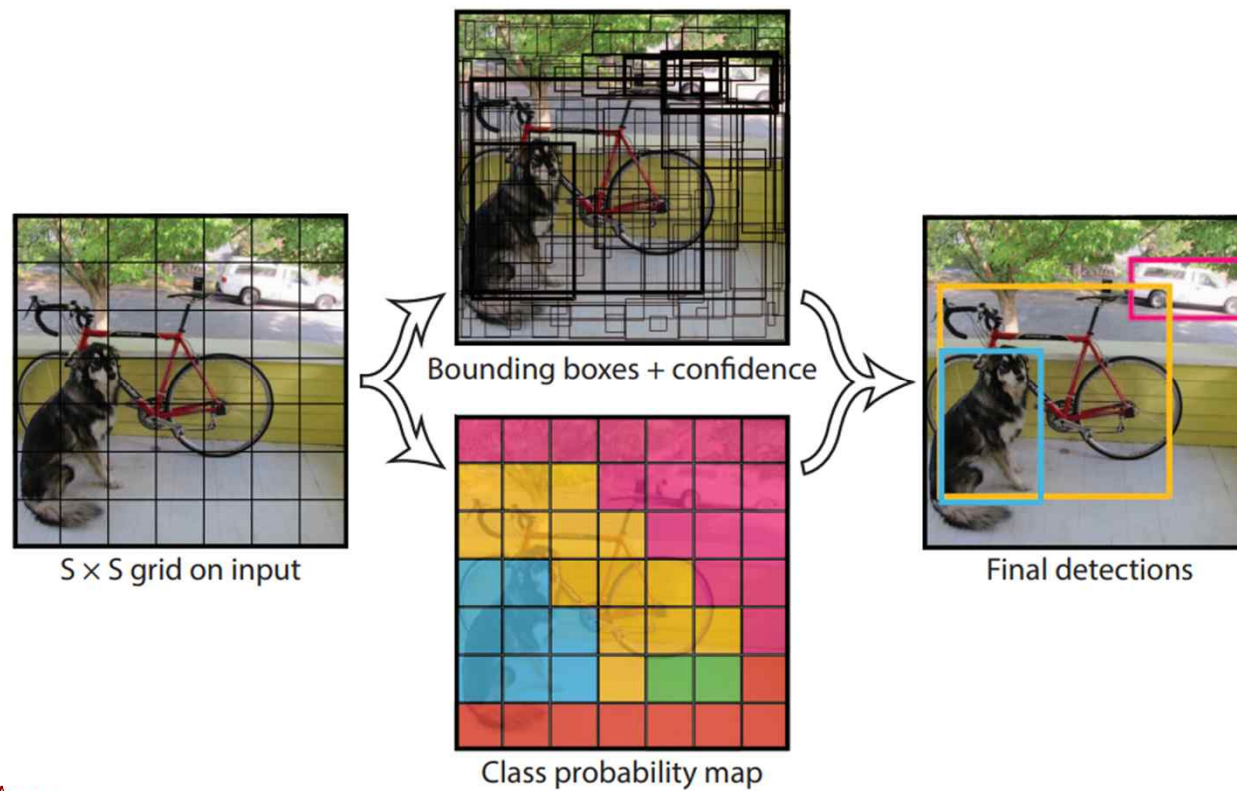 Bounding boxes + confidence
S × S grid on input
Final detections
Class probability map